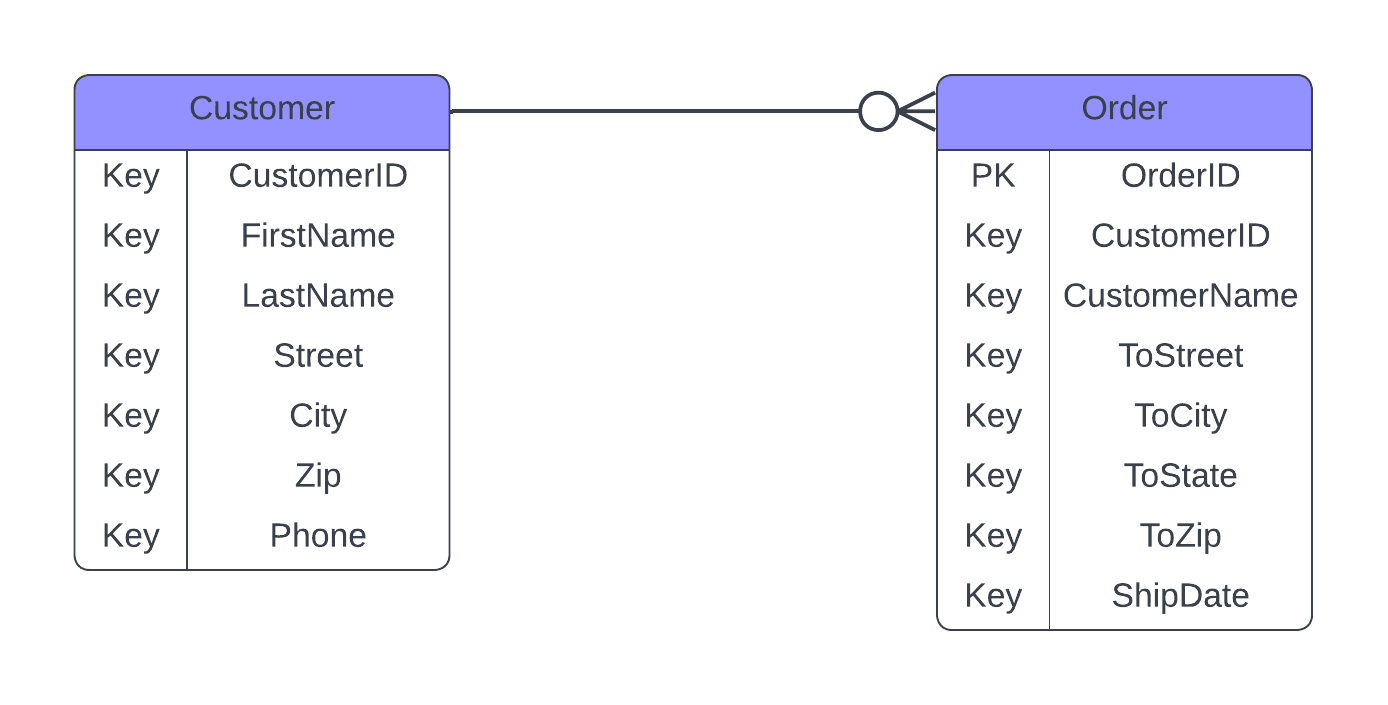 Customer
Key CustomerID
Key FirstName
Key LastName
Key Street
Key City
Key Zip
Key Phone
Order
PK OrderID
Key CustomerID
Key CustomerName
Key ToStreet
Key ToCity
Key ToState
Key ToZip
Key ShipDate